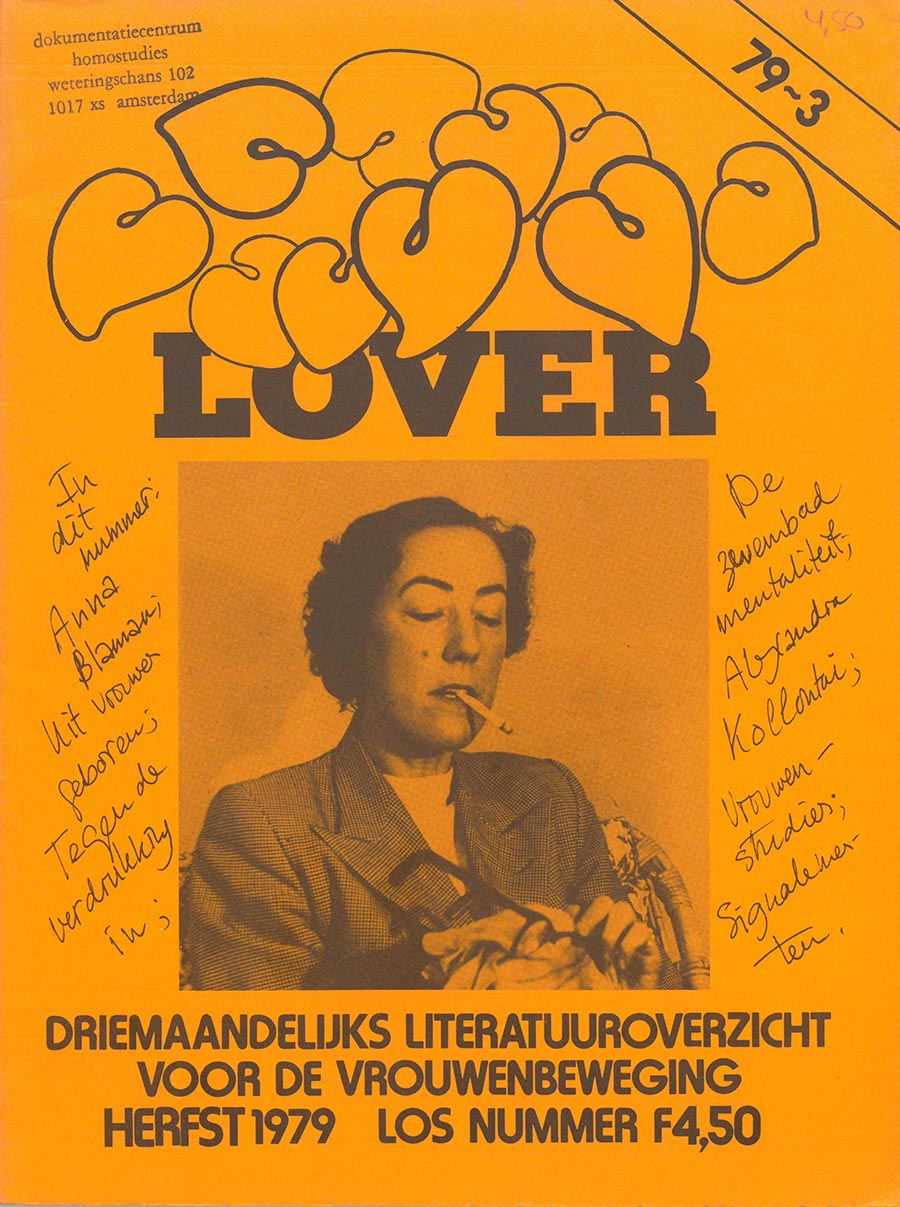 dokumentatiecentrum
homostudies
weteringschans 102
1017 xs amsterdam
4,50
79~3
LOVER
In
dit
nummer:
Anna
Blaman;
Uit vrouwen
geboren;
Tegen de
verdrukking
in;
De
zevenbad
mentaliteit;
Alexandra
Kollontai;
Vrouwen-
studies;
Signalemen-
ten.
DRIEMAANDELIJKS LITERATUUROVERZICHT
VOOR DE VROUWENBEWEGING
HERFST 1979 LOS NUMMER F4,50